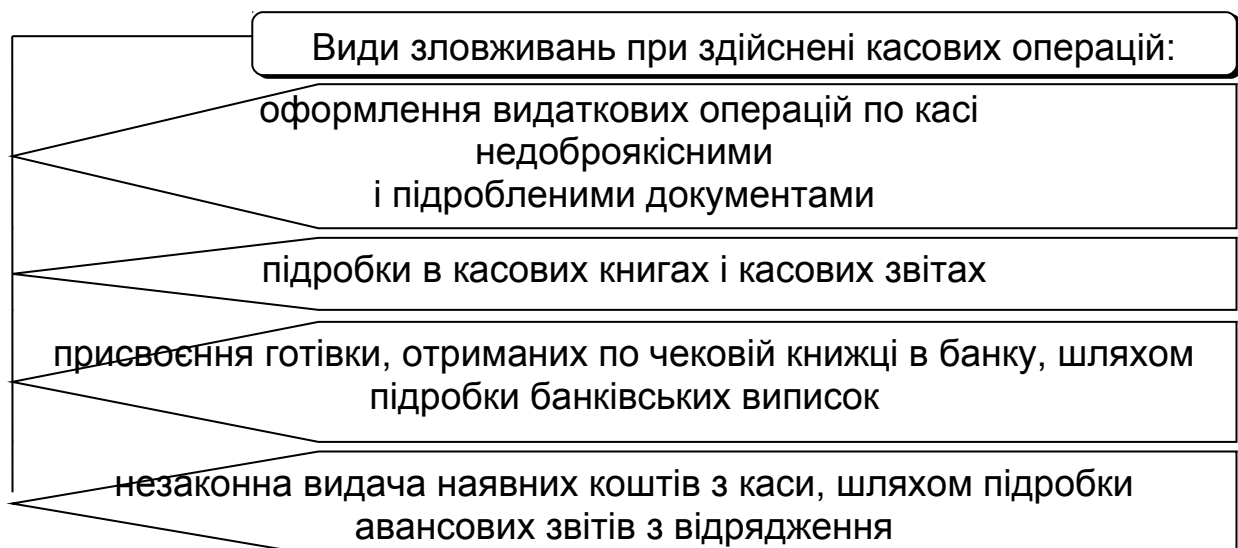 Види зловживань при здійснені касових операцій:
оформлення видаткових операцій по касі
недоброякісними
і підробленими документами
підробки в касових книгах і касових звітах
присвоєння готівки, отриманих по чековій книжці в банку, шляхом
підробки банківських виписок
незаконна видача наявних коштів з каси, шляхом підробки
авансових звітів з відрядження